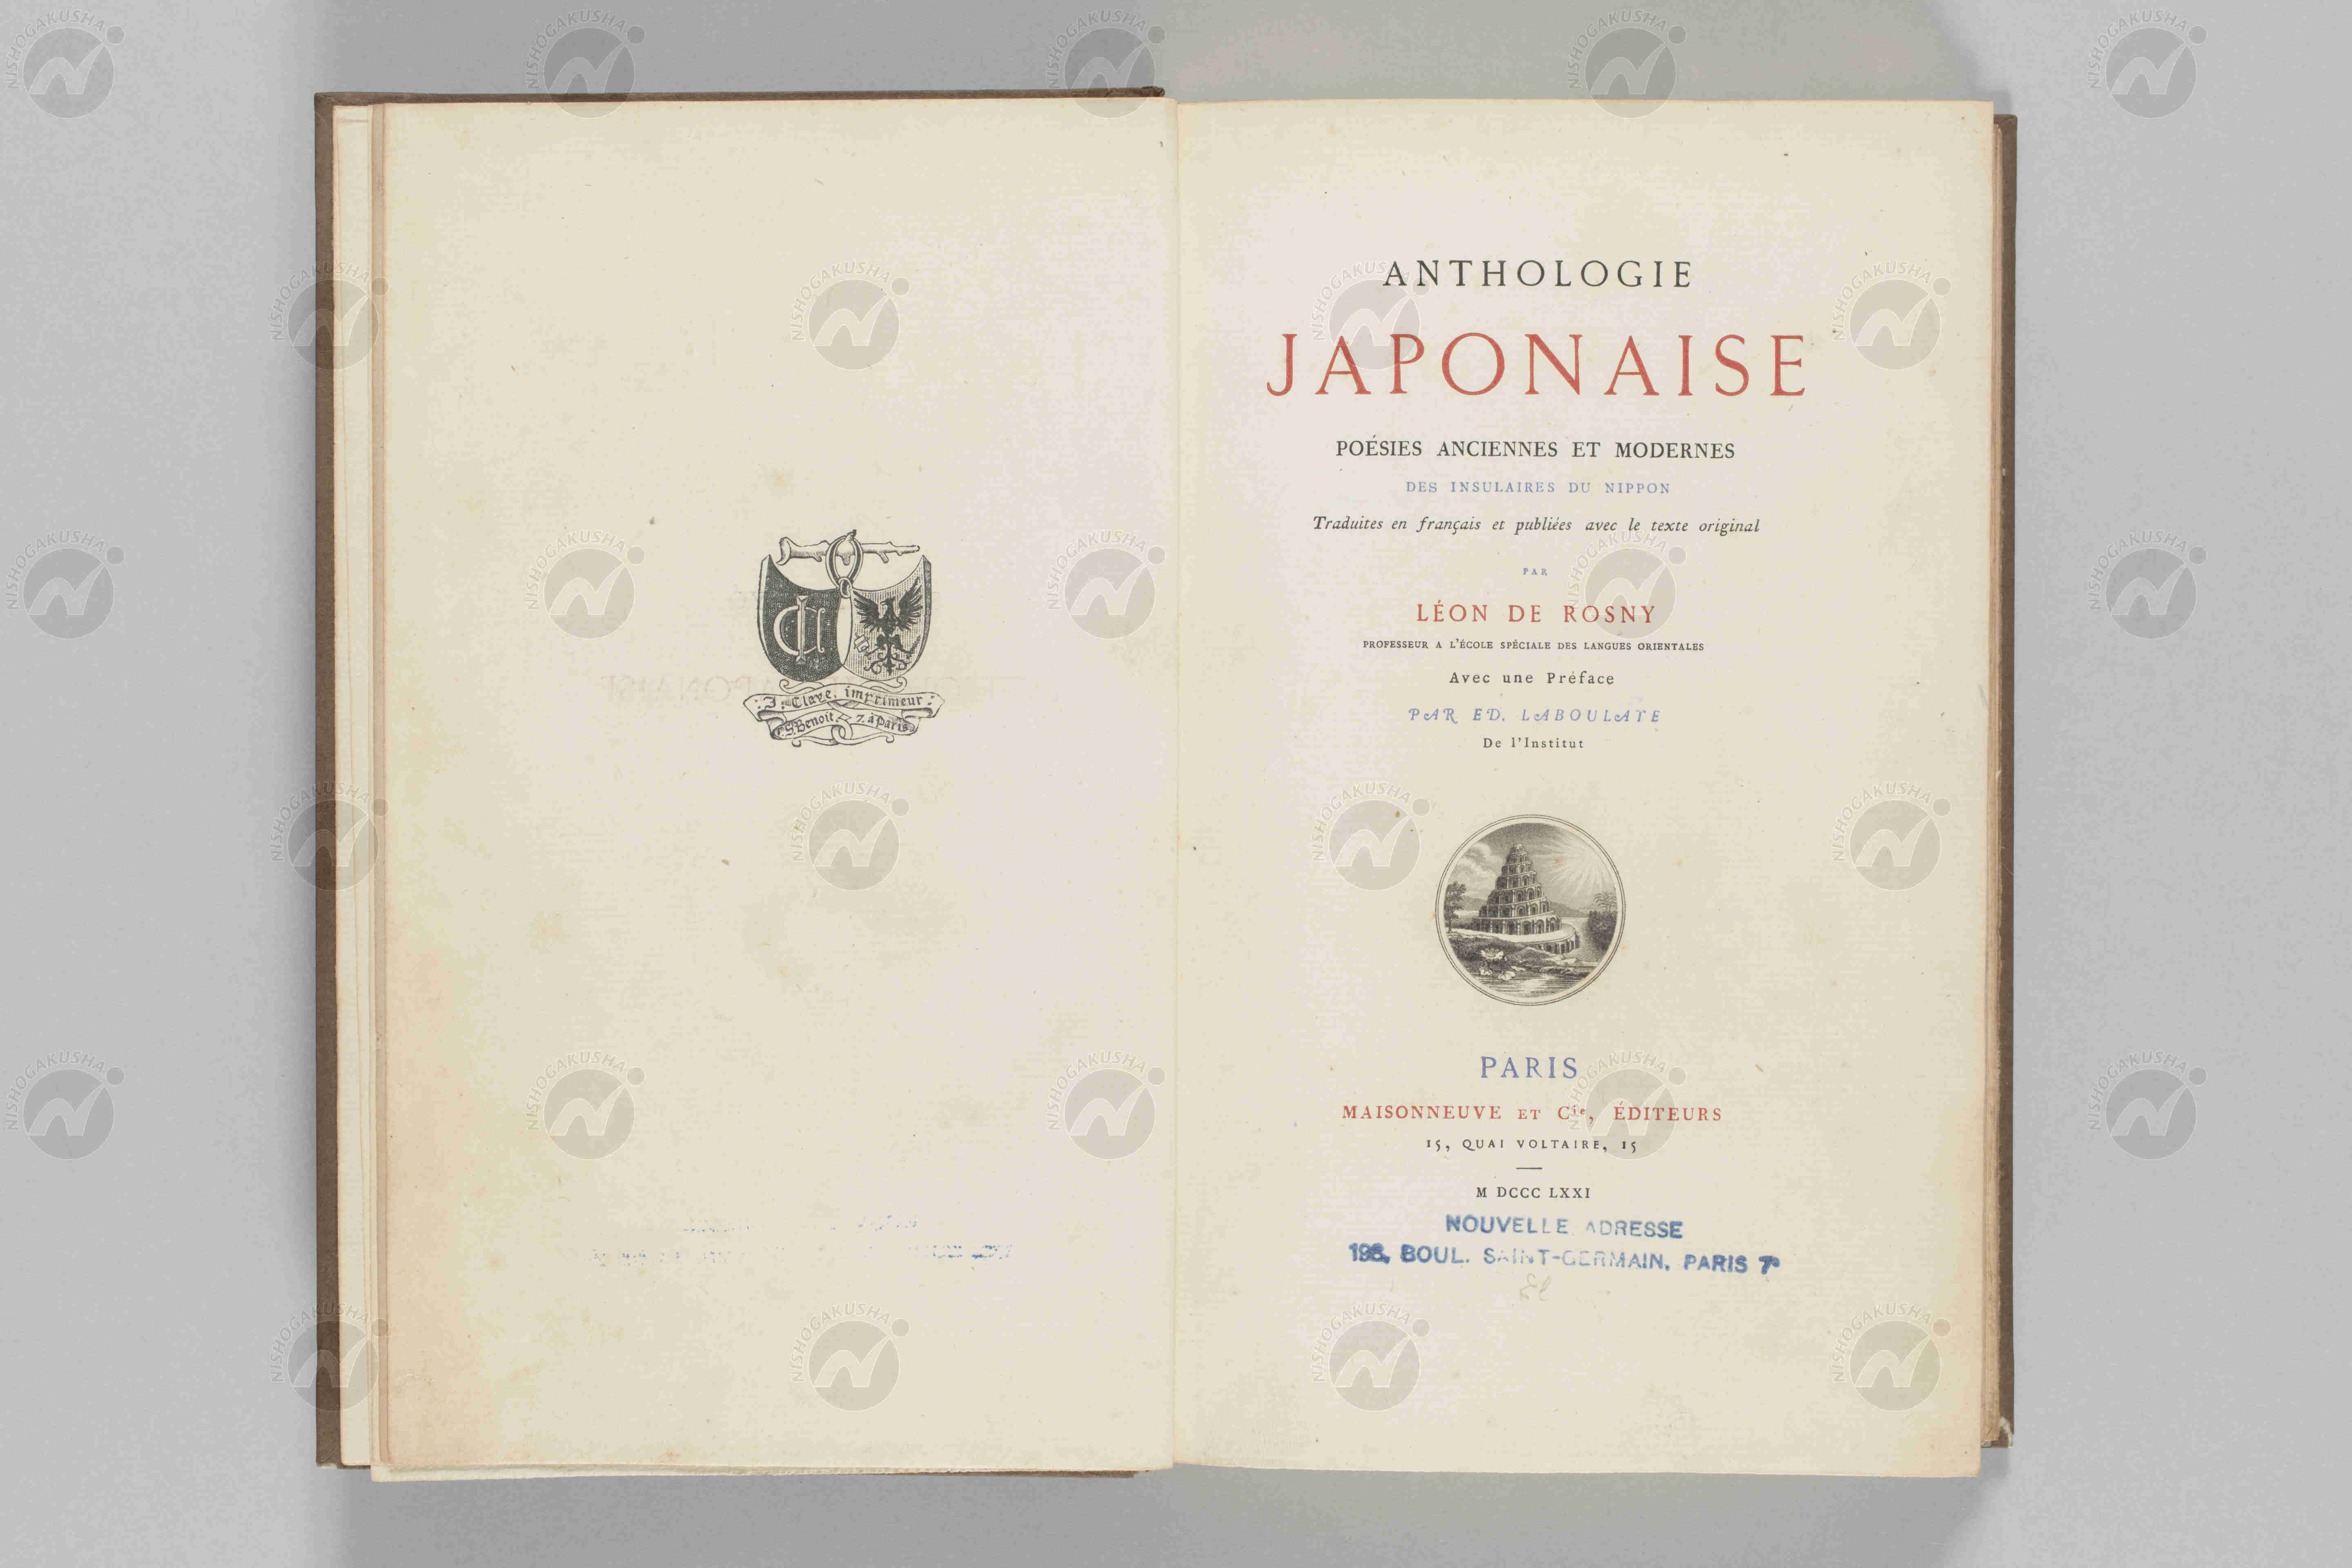 J. Claye, imprimeur
S. Benoit, 7. à Paris
ANTHOLOGIE
JAPONAISE
POÉSIES ANCIENNES ET MODERNES
DES INSULAIRES DU NIPPON
Traduites en français et publiées avec le texte original
PAR
LÉON DE ROSNY
PROFESSEUR A L'ÉCOLE SPÉCIALE DES LANGUES ORIENTALES
Avec une Préface
PAR ED. LABOULAYE
De l'Institut
PARIS
MAISONNEUVE ET Cie, ÉDITEURS
15, QUAI VOLTAIRE, 15
M DCCC LXXI
NOUVELLE ADRESSE
198, BOUL. SAINT-GERMAIN, PARIS 7e
NISHOGAKUSHA